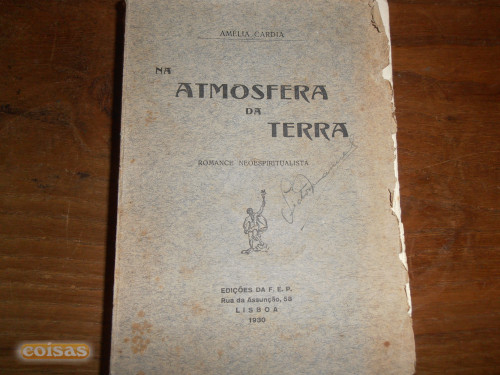 AMELIA CARDIA
NA
ATMOSFERA
DA
TERRA
ROMANCE NEOESPIRITUALISTA
EDIÇÕES DA F. E. P.
Rua da Assunção, 58
LISBOA
1930
coisas